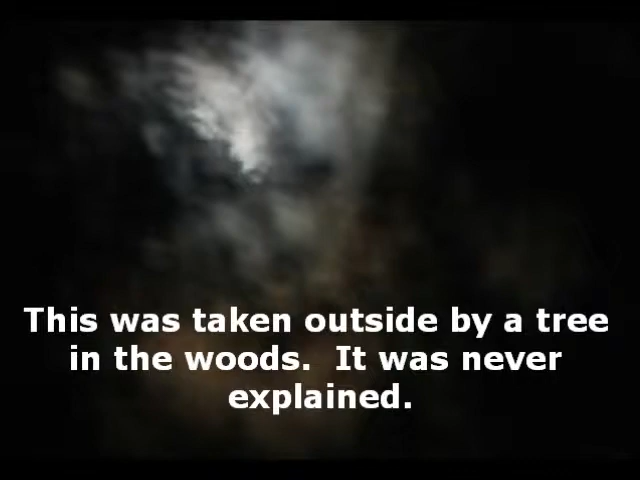 This was taken outside by a tree
in the woods.  It was never
explained.